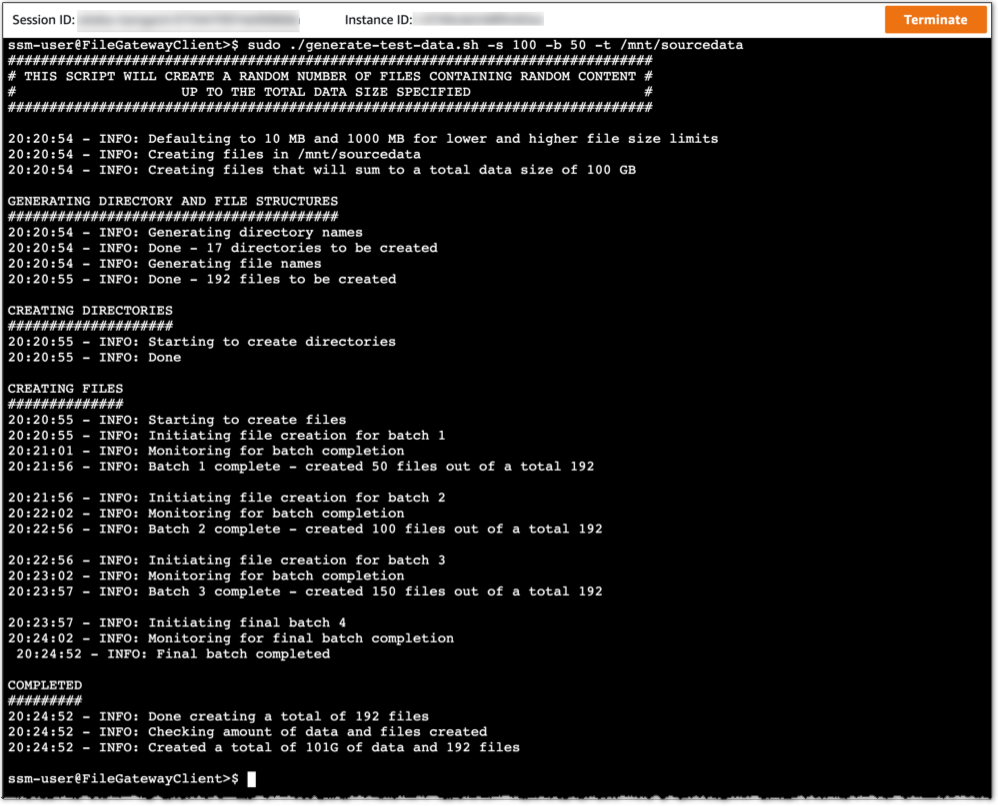 Session ID: Instance ID: Terminate
ssm-user@FileGatewayClient>$ sudo ./generate-test-data.sh -s 100 -b 50 -t /mnt/sourcedata
##############################################################################
# THIS SCRIPT WILL CREATE A RANDOM NUMBER OF FILES CONTAINING RANDOM CONTENT #
# UP TO THE TOTAL DATA SIZE SPECIFIED #
##############################################################################
20:20:54 - INFO: Defaulting to 10 MB and 1000 MB for lower and higher file size limits
20:20:54 - INFO: Creating files in /mnt/sourcedata
20:20:54 - INFO: Creating files that will sum to a total data size of 100 GB
GENERATING DIRECTORY AND FILE STRUCTURES
########################################
20:20:54 - INFO: Generating directory names
20:20:54 - INFO: Done - 17 directories to be created
20:20:54 - INFO: Generating file names
20:20:55 - INFO: Done - 192 files to be created
CREATING DIRECTORIES
####################
20:20:55 - INFO: Starting to create directories
20:20:55 - INFO: Done
CREATING FILES
##############
20:20:55 - INFO: Starting to create files
20:20:55 - INFO: Initiating file creation for batch 1
20:21:01 - INFO: Monitoring for batch completion
20:21:56 - INFO: Batch 1 complete - created 50 files out of a total 192
20:21:56 - INFO: Initiating file creation for batch 2
20:22:02 - INFO: Monitoring for batch completion
20:22:56 - INFO: Batch 2 complete - created 100 files out of a total 192
20:22:56 - INFO: Initiating file creation for batch 3
20:23:02 - INFO: Monitoring for batch completion
20:23:57 - INFO: Batch 3 complete - created 150 files out of a total 192
20:23:57 - INFO: Initiating final batch 4
20:24:02 - INFO: Monitoring for final batch completion
20:24:52 - INFO: Final batch completed
COMPLETED
#########
20:24:52 - INFO: Done creating a total of 192 files
20:24:52 - INFO: Checking amount of data and files created
20:24:52 - INFO: Created a total of 101G of data and 192 files
ssm-user@FileGatewayClient>$